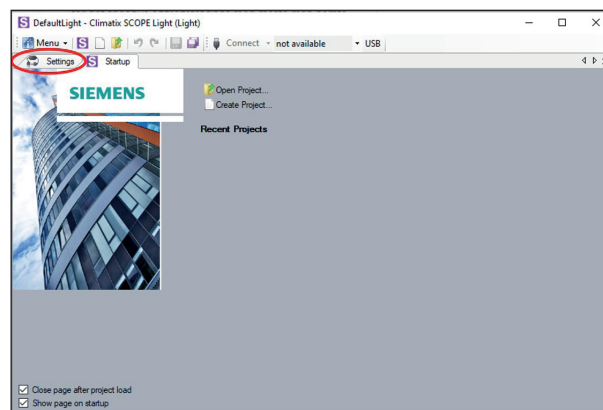 DefaultLight - Climatix SCOPE Light (Light)
Menu Connect not available USB
Settings Startup
SIEMENS
Open Project...
Create Project...
Recent Projects
Close page after project load
Show page on startup